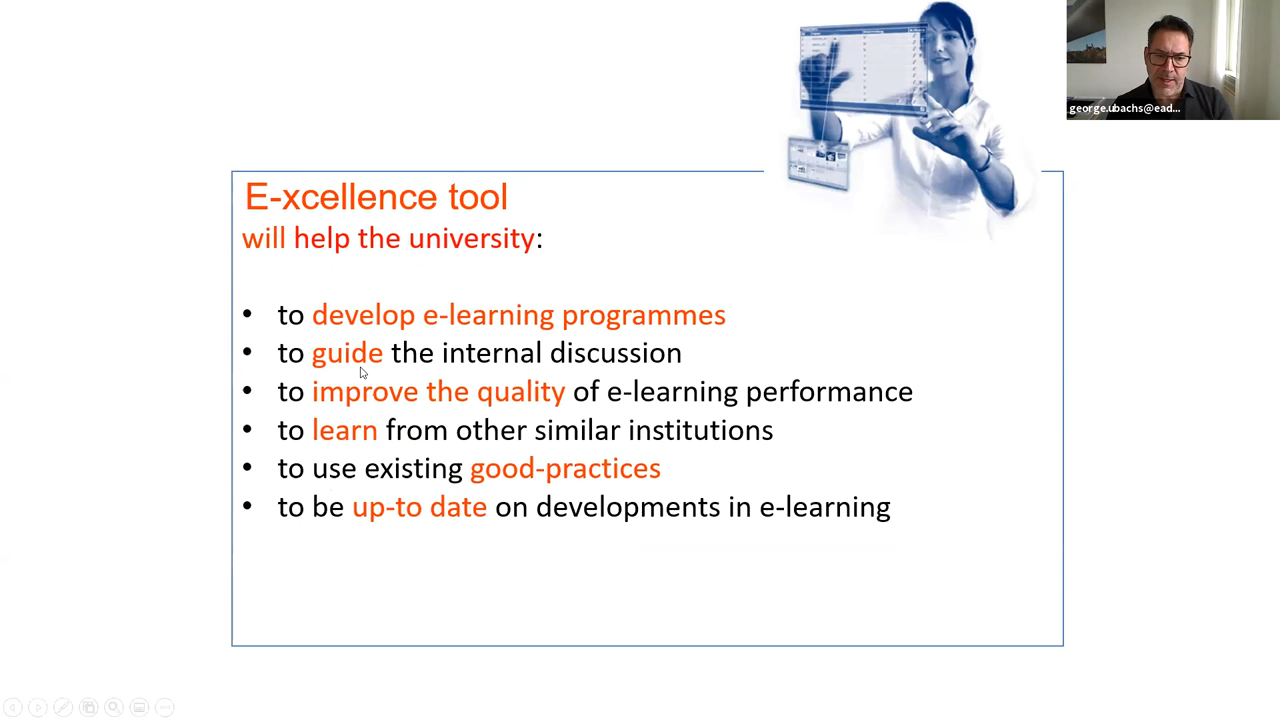 george.ubachs@ead...
E-xcellence tool
will help the university:
• to develop e-learning programmes
• to guide the internal discussion
• to improve the quality of e-learning performance
• to learn from other similar institutions
• to use existing good-practices
• to be up-to date on developments in e-learning